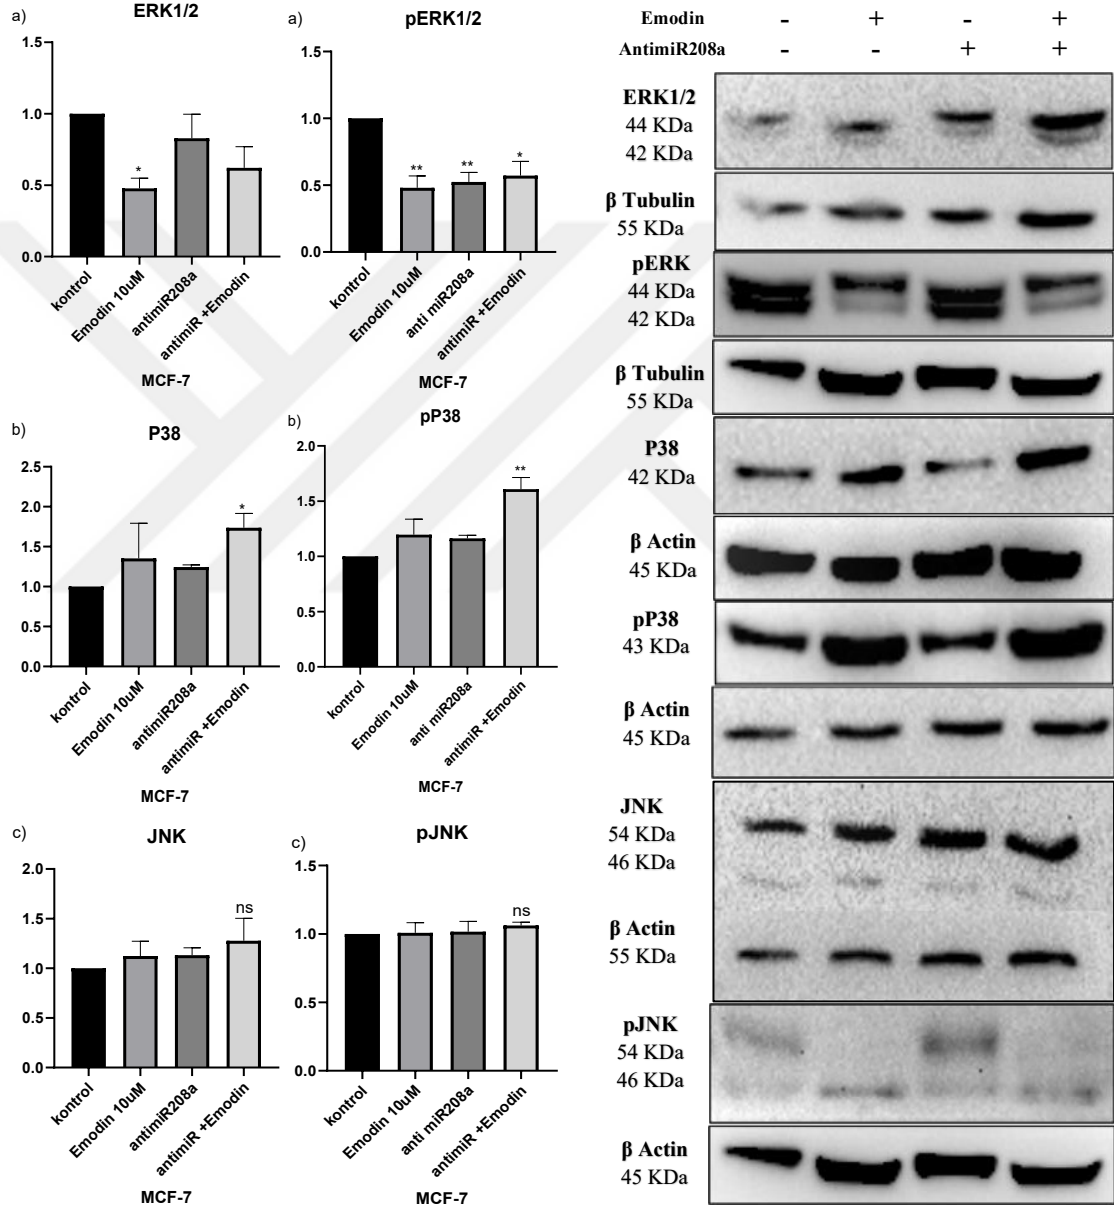 a)
ERK1/2
1.5
1.0
0.5
0.0
*
kontrol
Emodin 10uM
antimiR208a
antimiR +Emodin
MCF-7
a)
pERK1/2
1.5
1.0
0.5
0.0
**
**
*
kontrol
Emodin 10uM
anti miR208a
antimiR +Emodin
MCF-7
b)
P38
2.5
2.0
1.5
1.0
0.5
0.0
*
kontrol
Emodin 10uM
antimiR208a
antimiR +Emodin
MCF-7
b)
pP38
2.0
1.5
1.0
0.5
0.0
**
kontrol
Emodin 10uM
anti miR208a
antimiR +Emodin
MCF-7
c)
JNK
2.0
1.5
1.0
0.5
0.0
ns
kontrol
Emodin 10uM
antimiR208a
antimiR +Emodin
MCF-7
c)
pJNK
1.5
1.0
0.5
0.0
ns
kontrol
Emodin 10uM
anti miR208a
antimiR +Emodin
MCF-7
Emodin - + - +
AntimiR208a - - + +
ERK1/2
44 KDa
42 KDa
β Tubulin
55 KDa
pERK
44 KDa
42 KDa
β Tubulin
55 KDa
P38
42 KDa
β Actin
45 KDa
pP38
43 KDa
β Actin
45 KDa
JNK
54 KDa
46 KDa
β Actin
55 KDa
pJNK
54 KDa
46 KDa
β Actin
45 KDa